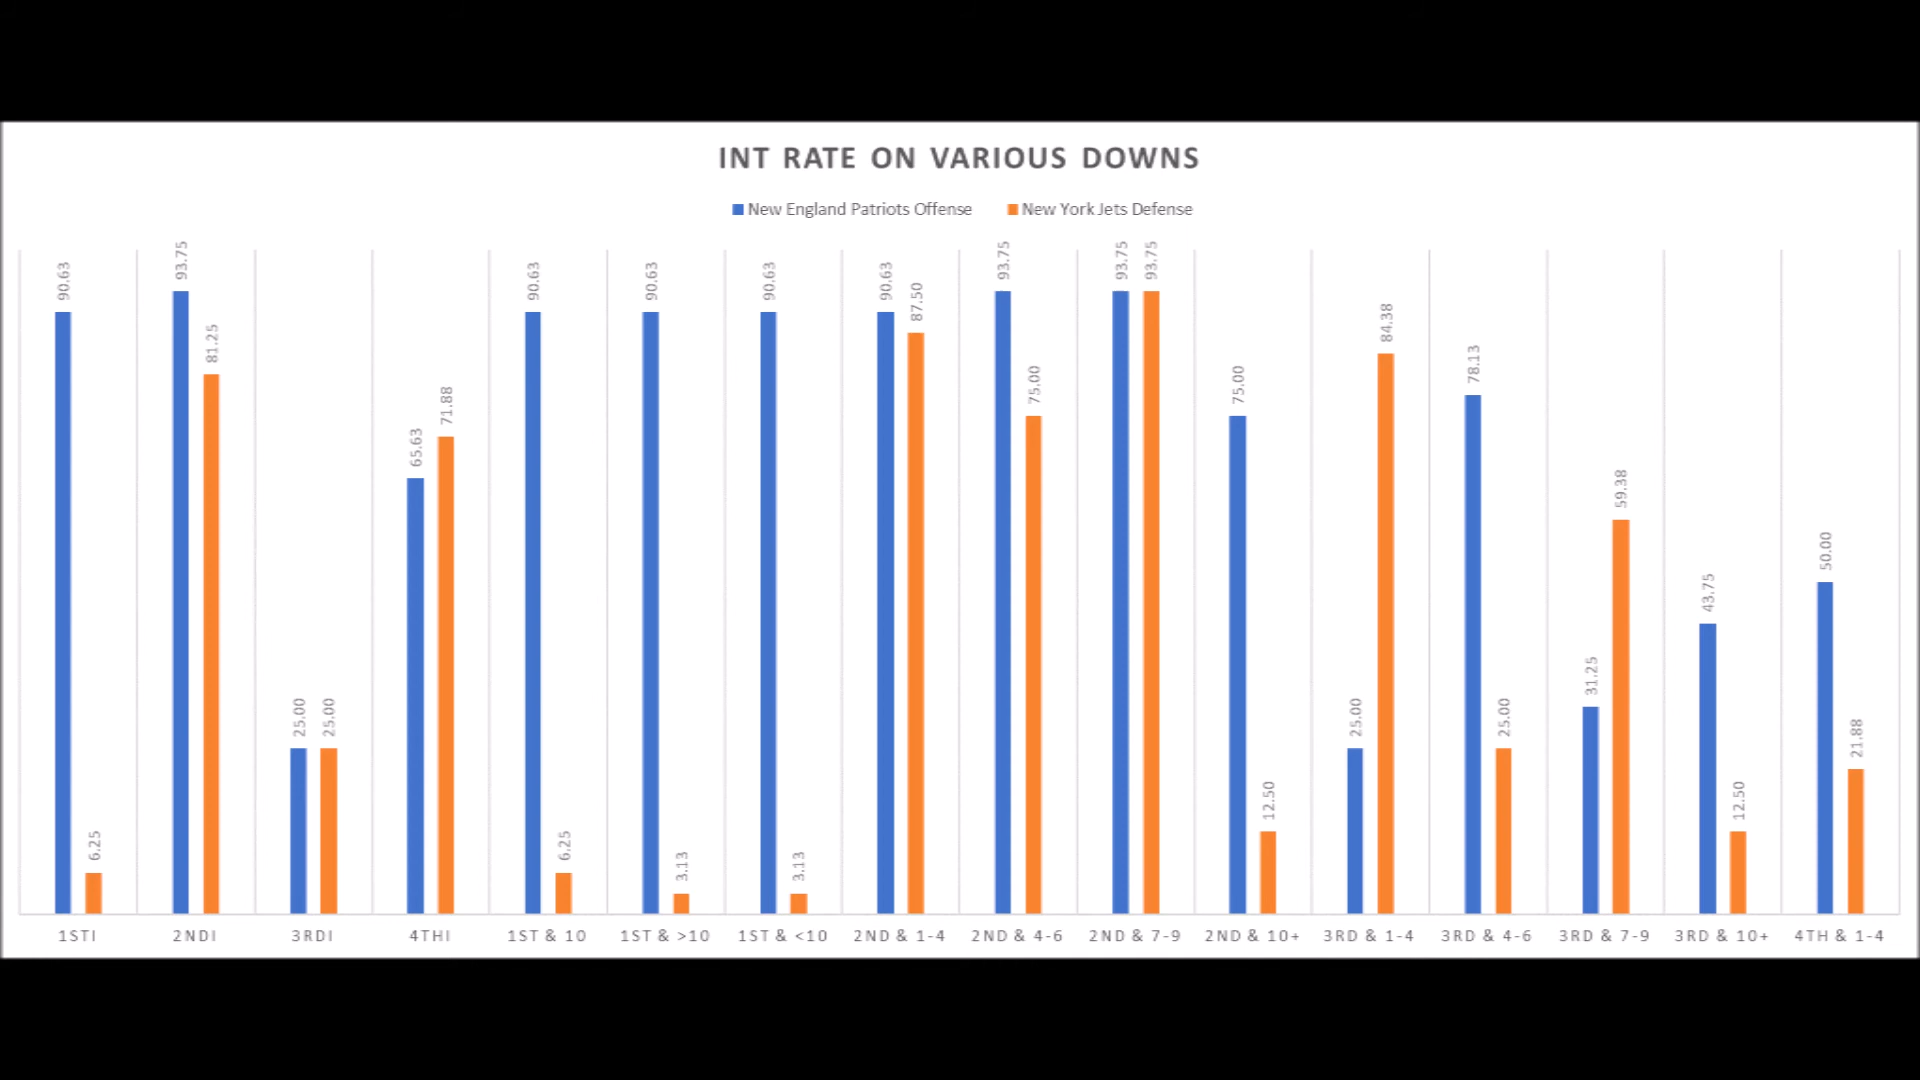 INT RATE ON VARIOUS DOWNS
New England Patriots Offense
New York Jets Defense
90.63
6.25
93.75
81.25
25.00
25.00
65.63
71.88
90.63
6.25
90.63
3.13
90.63
3.13
90.63
87.50
93.75
75.00
93.75
93.75
75.00
12.50
25.00
84.38
78.13
25.00
31.25
59.38
43.75
12.50
50.00
21.88
1STI
2NDI
3RDI
4THI
1ST & 10
1ST & >10
1ST & <10
2ND & 1-4
2ND & 4-6
2ND & 7-9
2ND & 10+
3RD & 1-4
3RD & 4-6
3RD & 7-9
3RD & 10+
4TH & 1-4